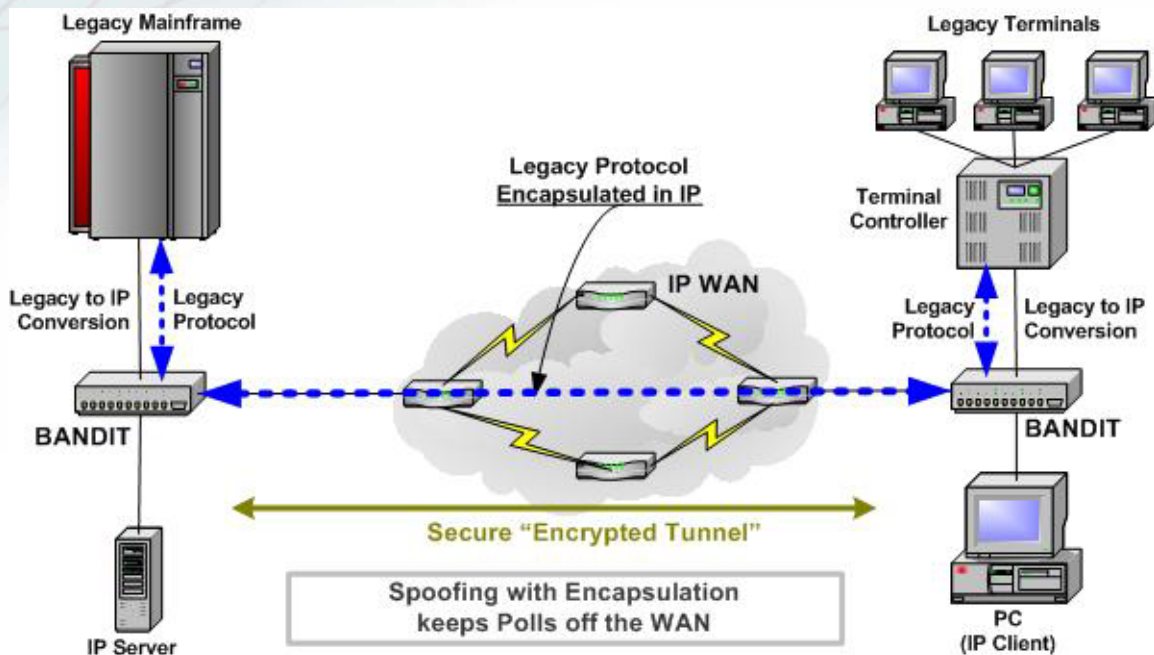 Legacy Mainframe
Legacy Terminals
Legacy Protocol
Encapsulated in IP
Terminal
Controller
IP WAN
Legacy to IP
Conversion
Legacy
Protocol
Legacy
Protocol
Legacy to IP
Conversion
BANDIT
BANDIT
Secure “Encrypted Tunnel”
Spoofing with Encapsulation
keeps Polls off the WAN
IP Server
PC
(IP Client)